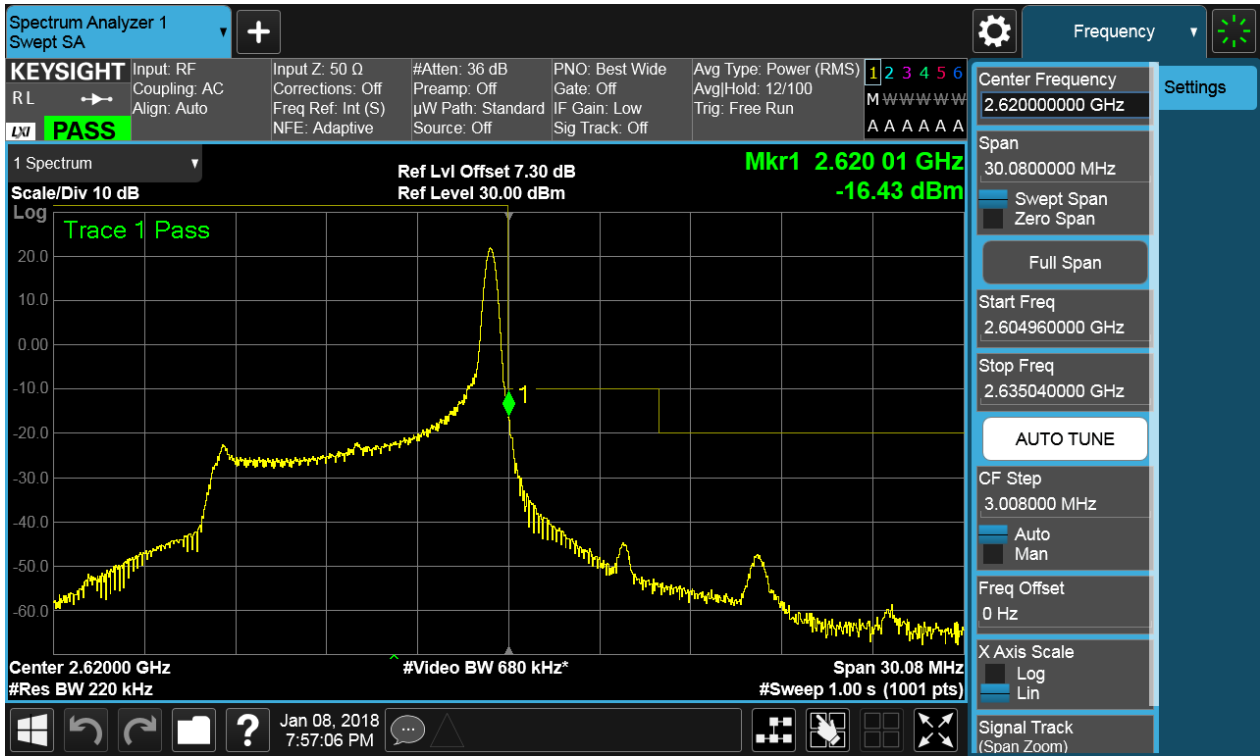 Spectrum Analyzer 1
Swept SA
+
Frequency
KEYSIGHT
R L
LXI
PASS
Input: RF
Coupling: AC
Align: Auto
Input Z: 50 Ω
Corrections: Off
Freq Ref: Int (S)
NFE: Adaptive
#Atten: 36 dB
Preamp: Off
µW Path: Standard
Source: Off
PNO: Best Wide
Gate: Off
IF Gain: Low
Sig Track: Off
Avg Type: Power (RMS)
Avg|Hold: 12/100
Trig: Free Run
1 2 3 4 5 6
M W W W W W
A A A A A A
1 Spectrum
Scale/Div 10 dB
Ref Lvl Offset 7.30 dB
Ref Level 30.00 dBm
Mkr1 2.620 01 GHz
-16.43 dBm
Log
Trace 1 Pass
20.0
10.0
0.00
-10.0
-20.0
-30.0
-40.0
-50.0
-60.0
1
Center 2.62000 GHz
#Res BW 220 kHz
#Video BW 680 kHz*
Span 30.08 MHz
#Sweep 1.00 s (1001 pts)
Center Frequency
2.620000000 GHz
Span
30.0800000 MHz
Swept Span
Zero Span
Full Span
Start Freq
2.604960000 GHz
Stop Freq
2.635040000 GHz
AUTO TUNE
CF Step
3.008000 MHz
Auto
Man
Freq Offset
0 Hz
X Axis Scale
Log
Lin
Signal Track
(Span Zoom)
Settings
?
Jan 08, 2018
7:57:06 PM